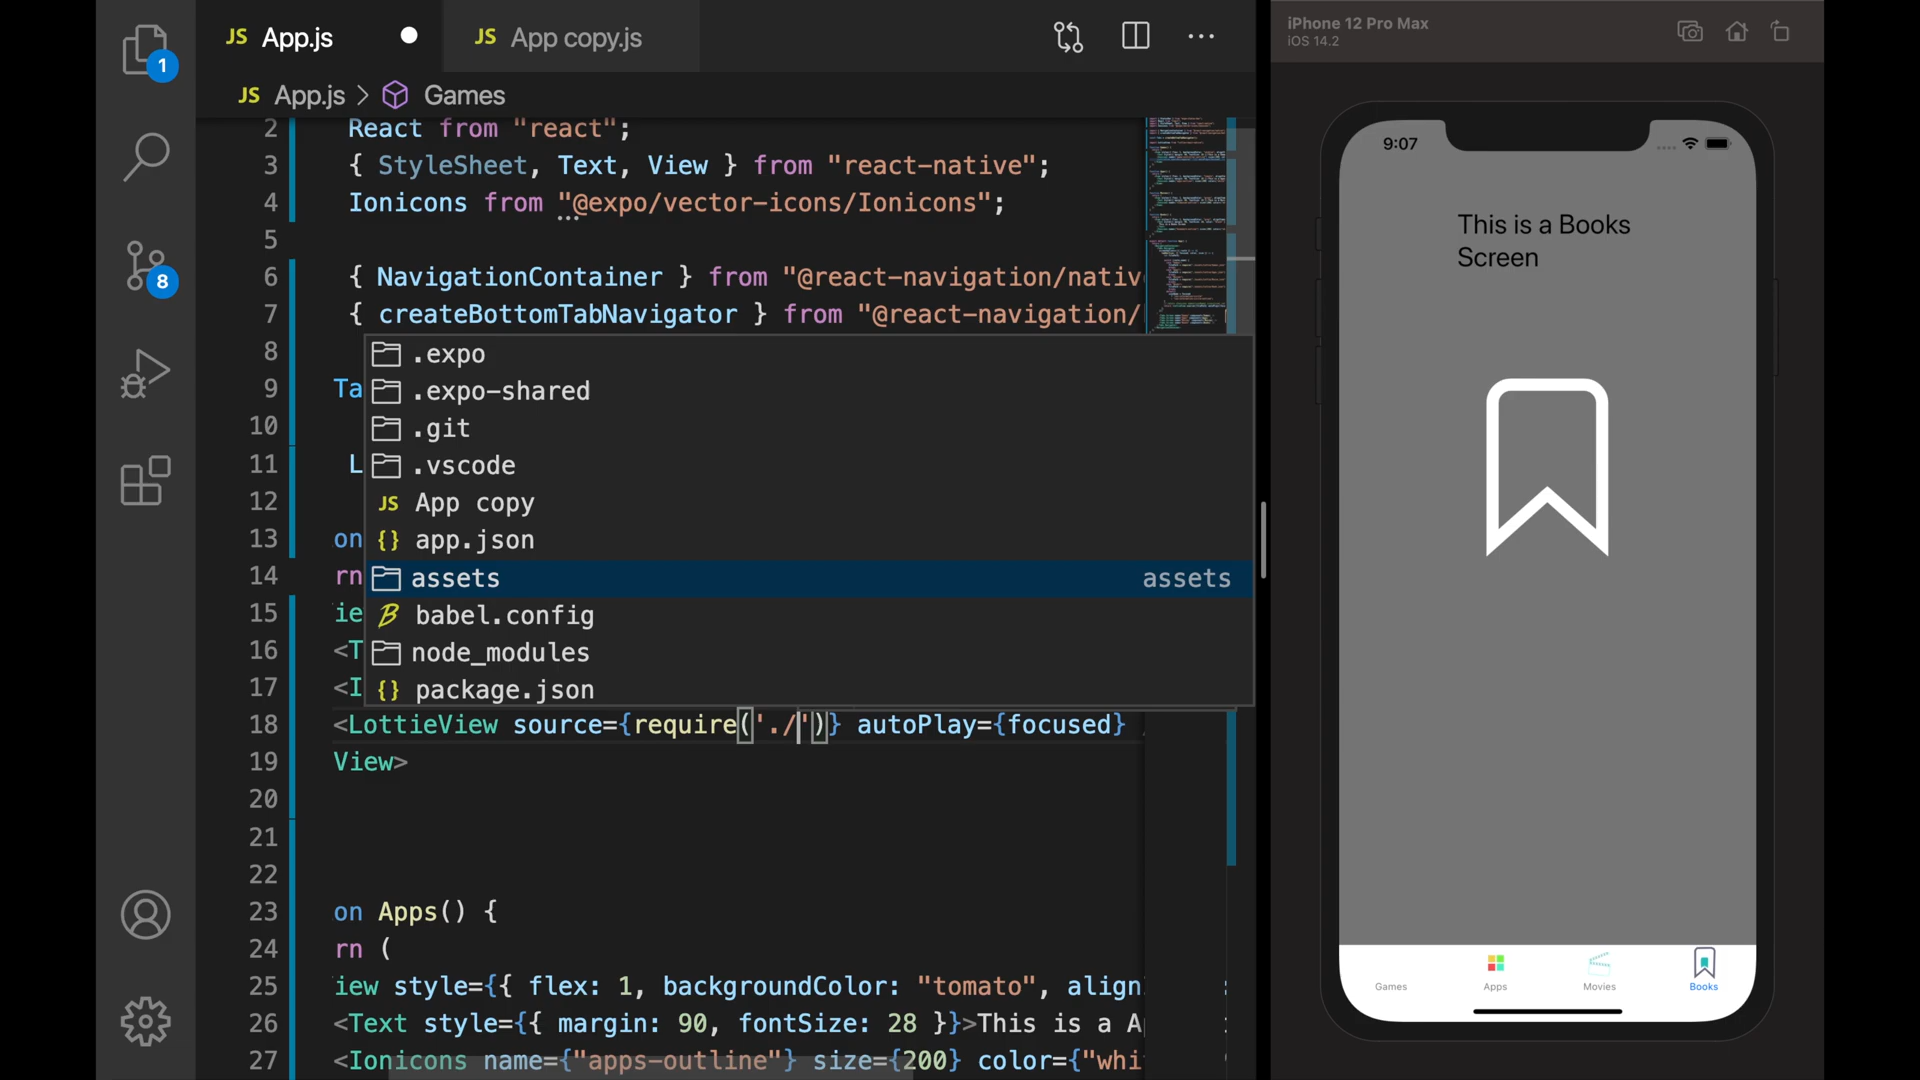 JS App.js
JS App copy.js
1
JS App.js > Games
2 React from "react";
3 { StyleSheet, Text, View } from "react-native";
4 Ionicons from "@expo/vector-icons/Ionicons";
5
6 { NavigationContainer } from "@react-navigation/nativ
7 { createBottomTabNavigator } from "@react-navigation/
8
.expo
9 Ta
.expo-shared
10
.git
11 L
.vscode
12
JS App copy
13 on
{} app.json
14 rn
assets assets
15 ie
babel.config
16 <T
node_modules
17 <I
{} package.json
18 <LottieView source={require('./')} autoPlay={focused}
19 View>
20
21
22
23 on Apps() {
24 rn (
25 iew style={{ flex: 1, backgroundColor: "tomato", align
26 <Text style={{ margin: 90, fontSize: 28 }}>This is a A
27 <Ionicons name={"apps-outline"} size={200} color={"whi
8
iPhone 12 Pro Max
iOS 14.2
9:07
This is a Books
Screen
Games
Apps
Movies
Books